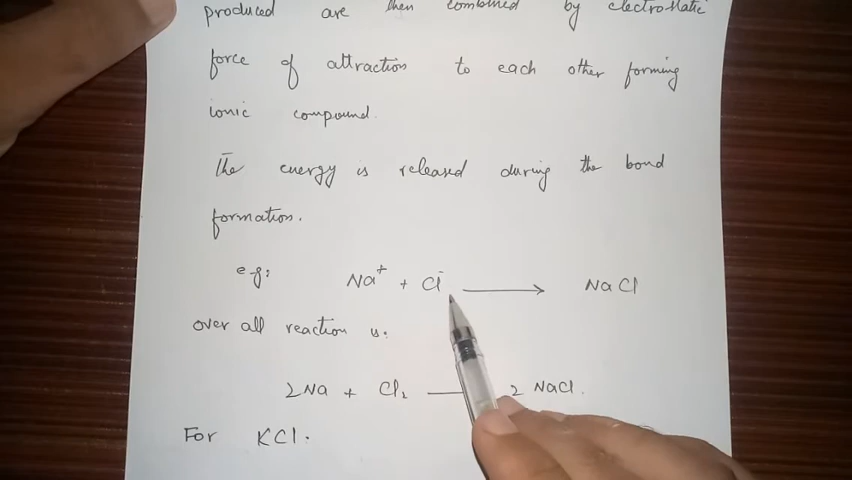 produced are then combined by electrostatic
force of attraction to each other forming
ionic compound.
The energy is released during the bond
formation.
e.g: Na⁺ + Cl⁻ ⟶ NaCl
over all reaction is.
2Na + Cl₂ ⟶ 2 NaCl.
For KCl.